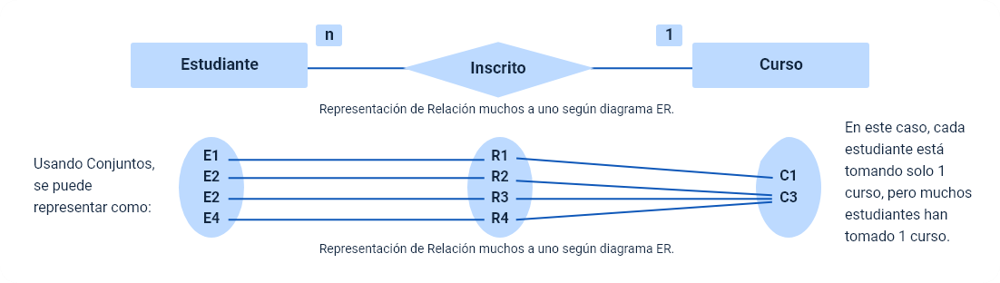 n
1
Estudiante
Inscrito
Curso
Representación de Relación muchos a uno según diagrama ER.
Usando Conjuntos,
se puede
representar como:
E1
E2
E2
E4
R1
R2
R3
R4
C1
C3
En este caso, cada
estudiante está
tomando solo 1
curso, pero muchos
estudiantes han
tomado 1 curso.
Representación de Relación muchos a uno según diagrama ER.